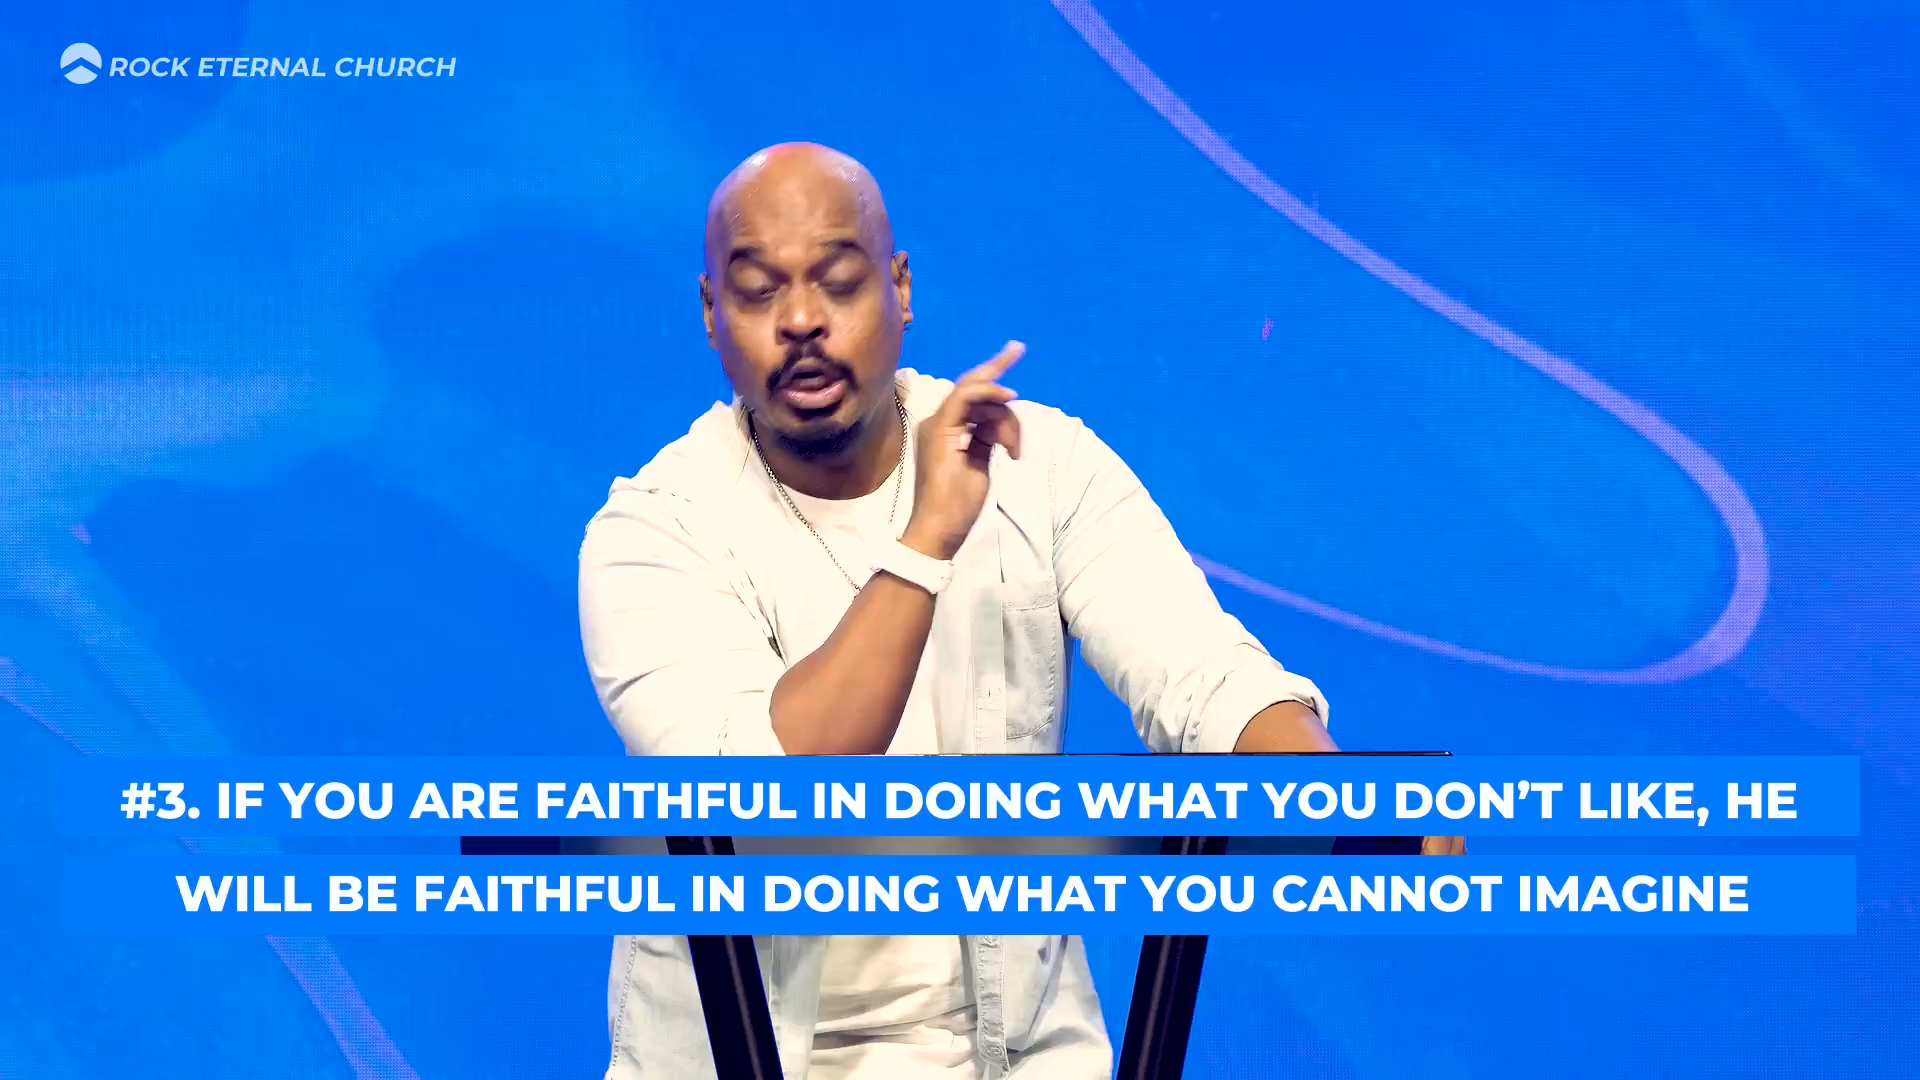 ROCK ETERNAL CHURCH
#3. IF YOU ARE FAITHFUL IN DOING WHAT YOU DON’T LIKE, HE
WILL BE FAITHFUL IN DOING WHAT YOU CANNOT IMAGINE